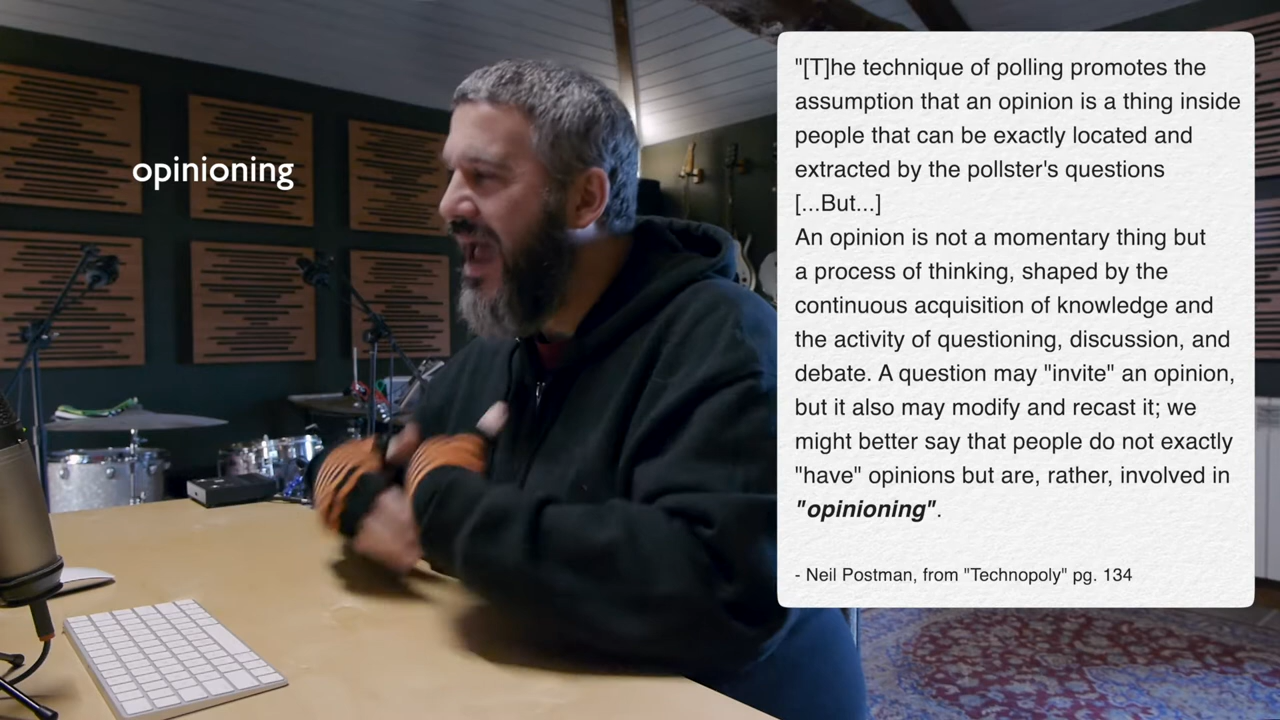 opinioning
"[T]he technique of polling promotes the
assumption that an opinion is a thing inside
people that can be exactly located and
extracted by the pollster's questions
[...But...]
An opinion is not a momentary thing but
a process of thinking, shaped by the
continuous acquisition of knowledge and
the activity of questioning, discussion, and
debate. A question may "invite" an opinion,
but it also may modify and recast it; we
might better say that people do not exactly
"have" opinions but are, rather, involved in
"opinioning".
- Neil Postman, from "Technopoly" pg. 134